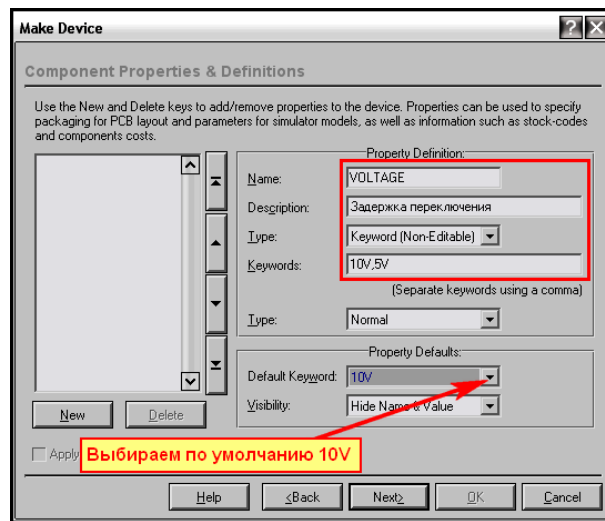 Make Device
Component Properties & Definitions
Use the New and Delete keys to add/remove properties to the device. Properties can be used to specify
packaging for PCB layout and parameters for simulator models, as well as information such as stock-codes
and components costs.
Property Definition:
Name: VOLTAGE
Description: Задержка переключения
Type: Keyword (Non-Editable)
Keywords: 10V,5V
(Separate keywords using a comma)
Type: Normal
Property Defaults:
Default Keyword: 10V
Visibility: Hide Name & Value
New Delete
Apply
Выбираем по умолчанию 10V
Help <Back Next> OK Cancel